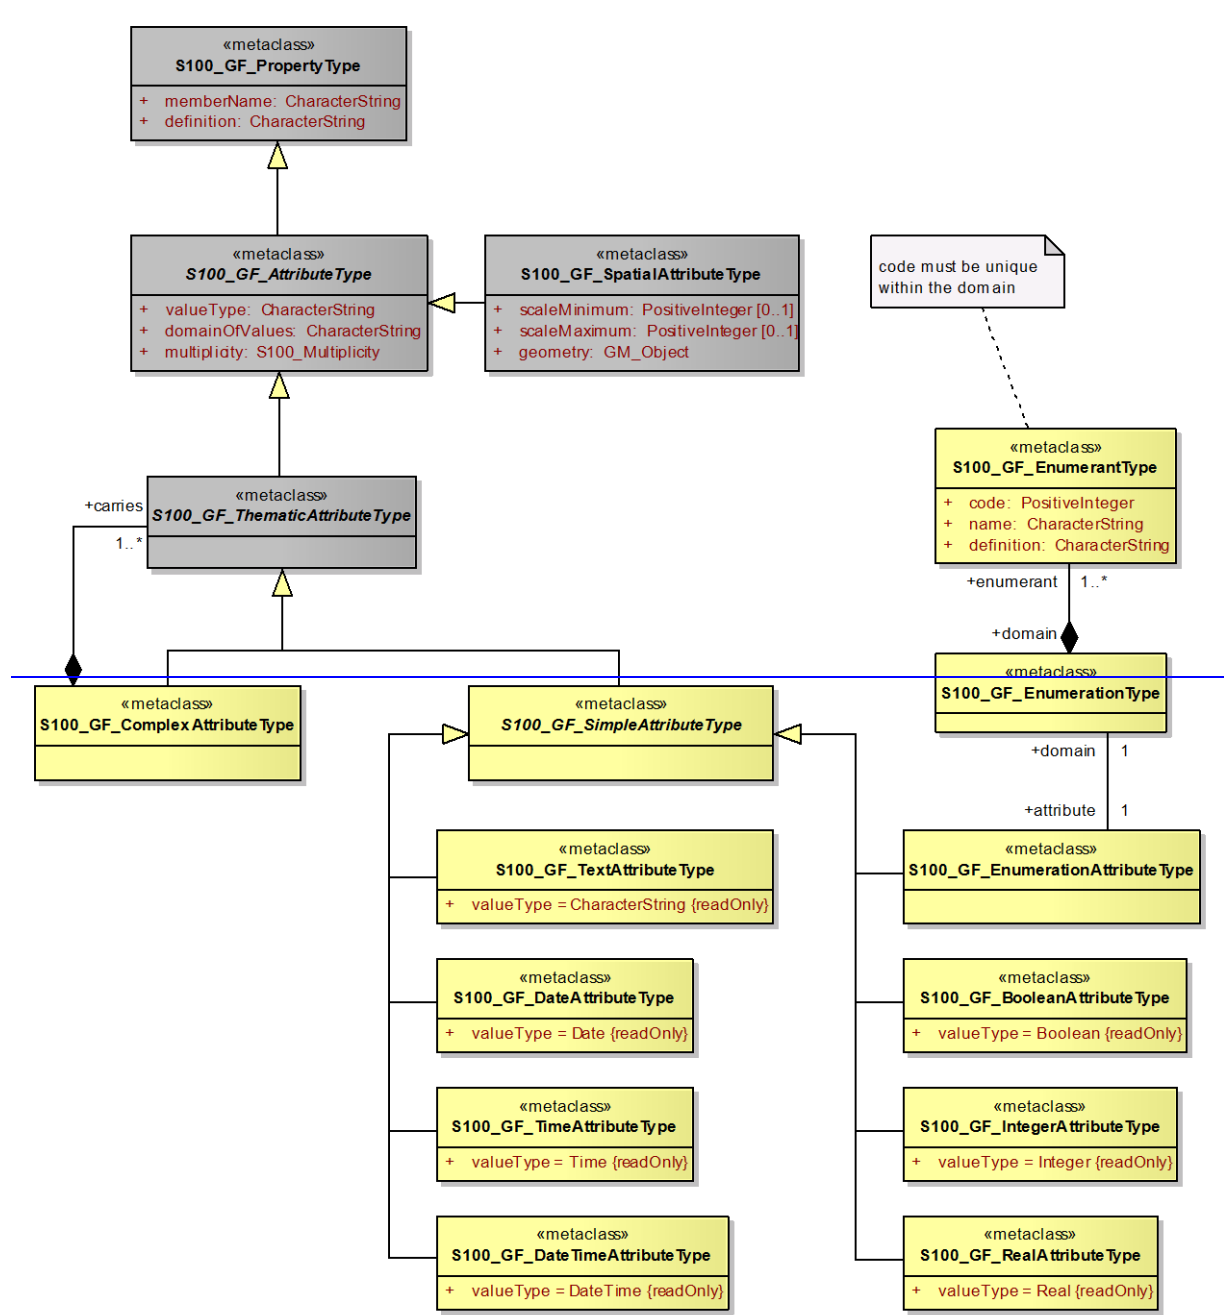 «metaclass»
S100_GF_PropertyType
+ memberName: CharacterString
+ definition: CharacterString
«metaclass»
S100_GF_AttributeType
+ valueType: CharacterString
+ domainOfValues: CharacterString
+ multiplicity: S100_Multiplicity
«metaclass»
S100_GF_SpatialAttributeType
+ scaleMinimum: PositiveInteger [0..1]
+ scaleMaximum: PositiveInteger [0..1]
+ geometry: GM_Object
code must be unique
within the domain
«metaclass»
S100_GF_EnumerantType
+ code: PositiveInteger
+ name: CharacterString
+ definition: CharacterString
+enumerant 1..*
+domain
«metaclass»
S100_GF_ThematicAttributeType
+carries
1..*
«metaclass»
S100_GF_ComplexAttributeType
«metaclass»
S100_GF_SimpleAttributeType
«metaclass»
S100_GF_EnumerationType
+domain 1
+attribute 1
«metaclass»
S100_GF_TextAttributeType
+ valueType = CharacterString {readOnly}
«metaclass»
S100_GF_EnumerationAttributeType
«metaclass»
S100_GF_DateAttributeType
+ valueType = Date {readOnly}
«metaclass»
S100_GF_BooleanAttributeType
+ valueType = Boolean {readOnly}
«metaclass»
S100_GF_TimeAttributeType
+ valueType = Time {readOnly}
«metaclass»
S100_GF_IntegerAttributeType
+ valueType = Integer {readOnly}
«metaclass»
S100_GF_DateTimeAttributeType
+ valueType = DateTime {readOnly}
«metaclass»
S100_GF_RealAttributeType
+ valueType = Real {readOnly}